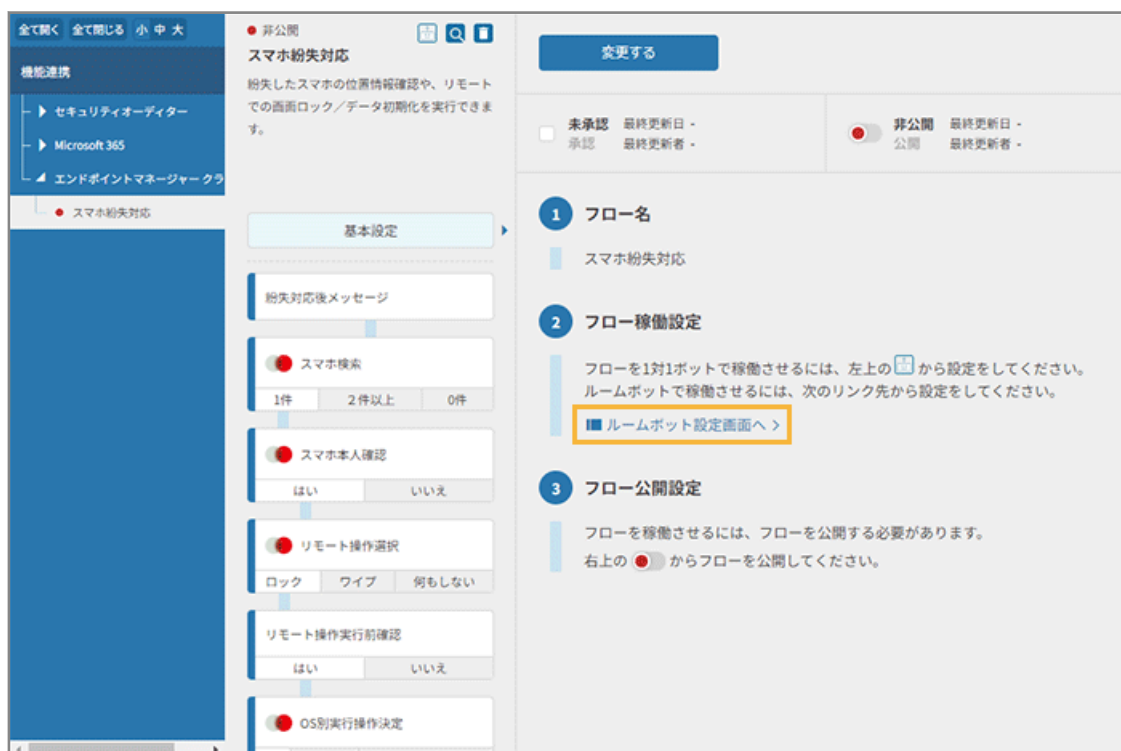 全て開く 全て閉じる 小 中 大
機能連携
セキュリティオーディター
Microsoft 365
エンドポイントマネージャー クラ
スマホ紛失対応
非公開
スマホ紛失対応
紛失したスマホの位置情報確認や、リモート
での画面ロック／データ初期化を実行できま
す。
基本設定
紛失対応後メッセージ
スマホ検索
1件 2件以上 0件
スマホ本人確認
はい いいえ
リモート操作選択
ロック ワイプ 何もしない
リモート操作実行前確認
はい いいえ
OS別実行操作決定
変更する
未承認 最終更新日 -
承認 最終更新者 -
非公開 最終更新日 -
公開 最終更新者 -
1 フロー名
スマホ紛失対応
2 フロー稼働設定
フローを1対1ボットで稼働させるには、左上の から設定をしてください。
ルームボットで稼働させるには、次のリンク先から設定をしてください。
ルームボット設定画面へ >
3 フロー公開設定
フローを稼働させるには、フローを公開する必要があります。
右上の からフローを公開してください。